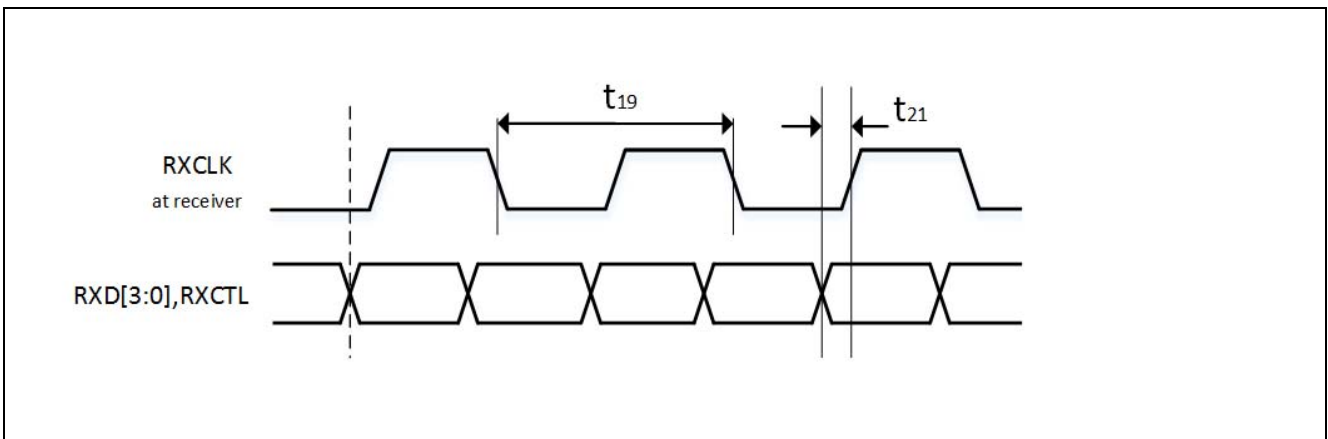 t19
t21
RXCLK
at receiver
RXD[3:0],RXCTL